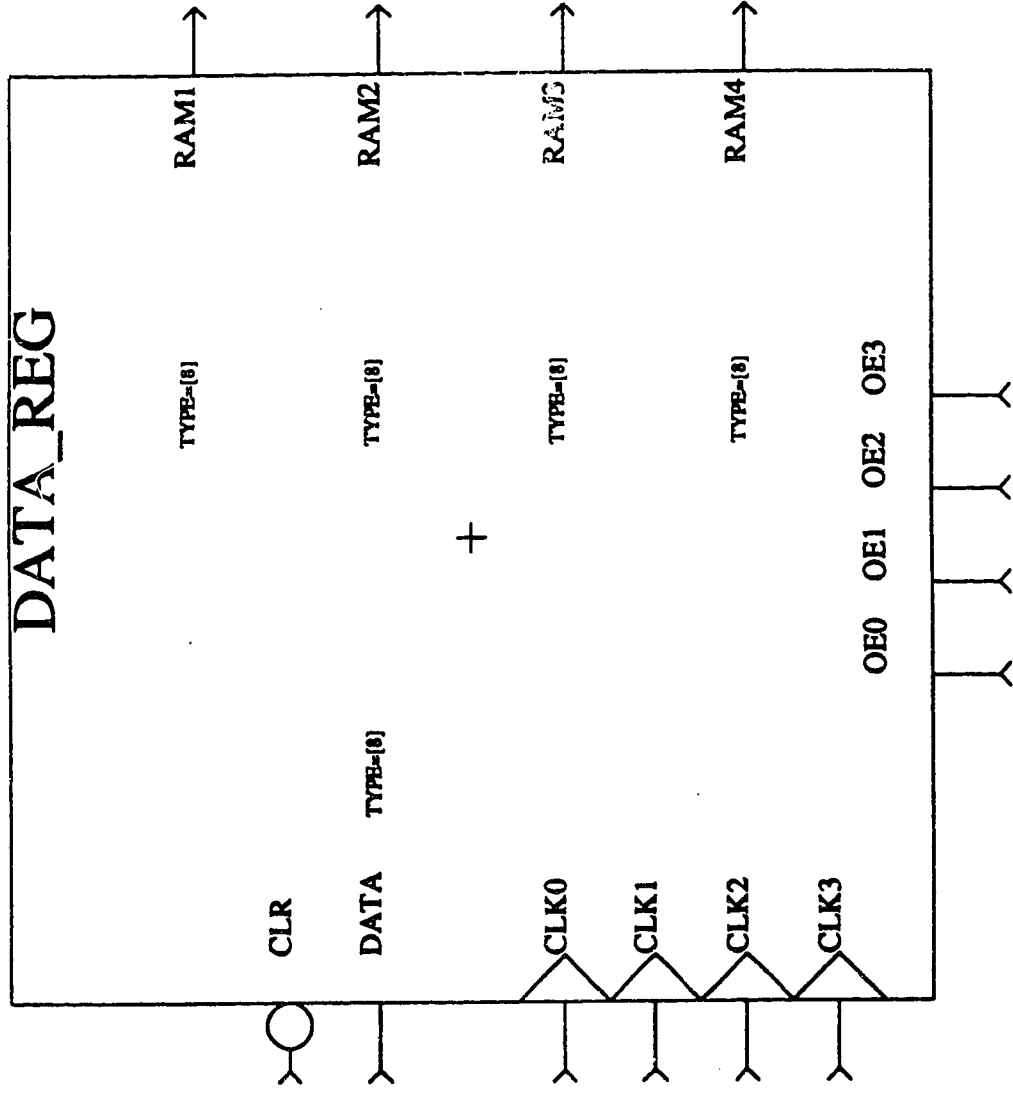 DATA_REG
TYPE=[8] RAM1
CLR
DATA TYPE=[8] TYPE=[8] RAM2
CLK0 TYPE=[8] RAM3
CLK1
CLK2 TYPE=[8] RAM4
CLK3
OE0 OE1 OE2 OE3